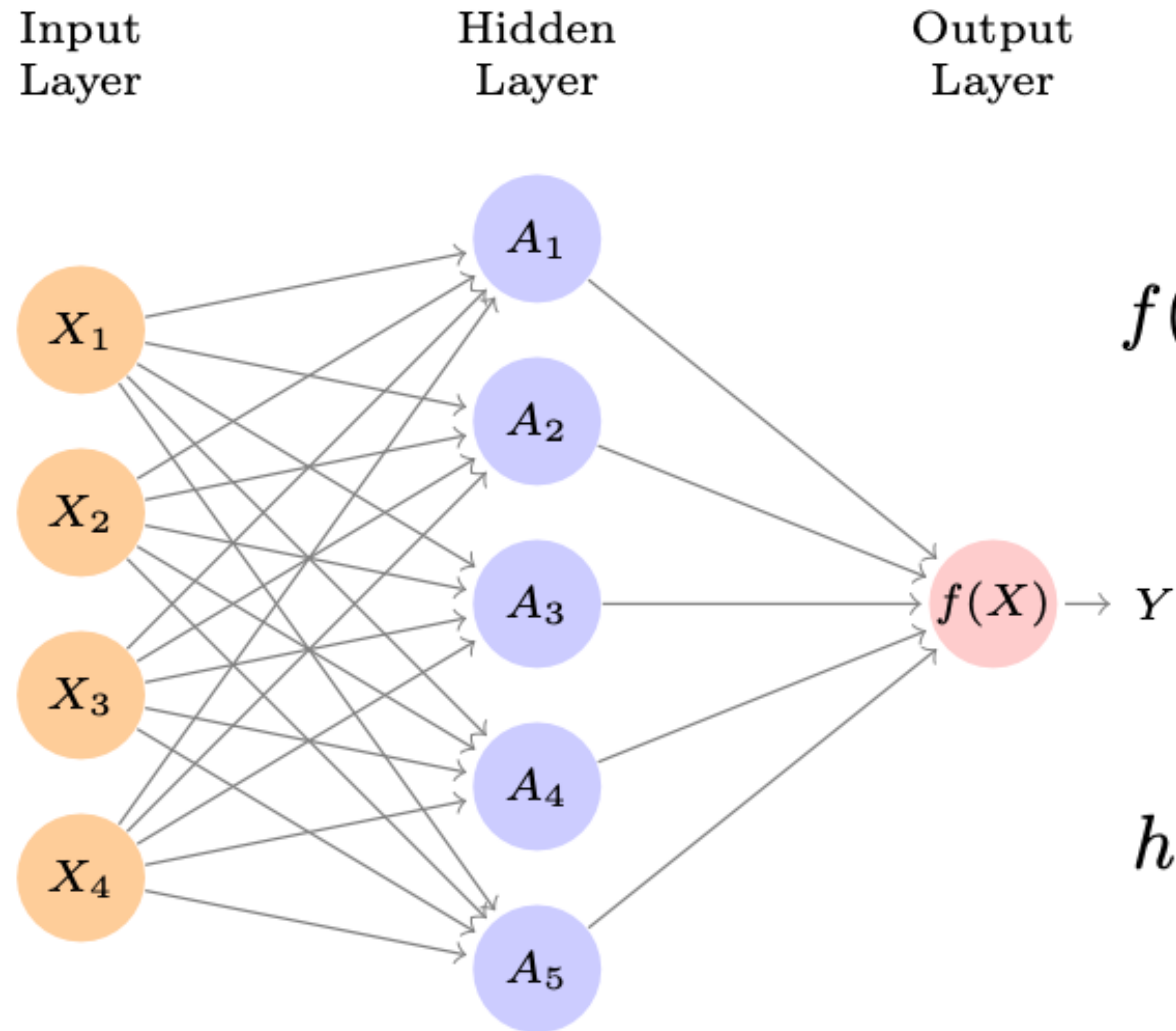 Input
Layer
Hidden
Layer
Output
Layer
A₁
X₁
f(
A₂
X₂
A₃
f(X)
Y
X₃
A₄
h
X₄
A₅